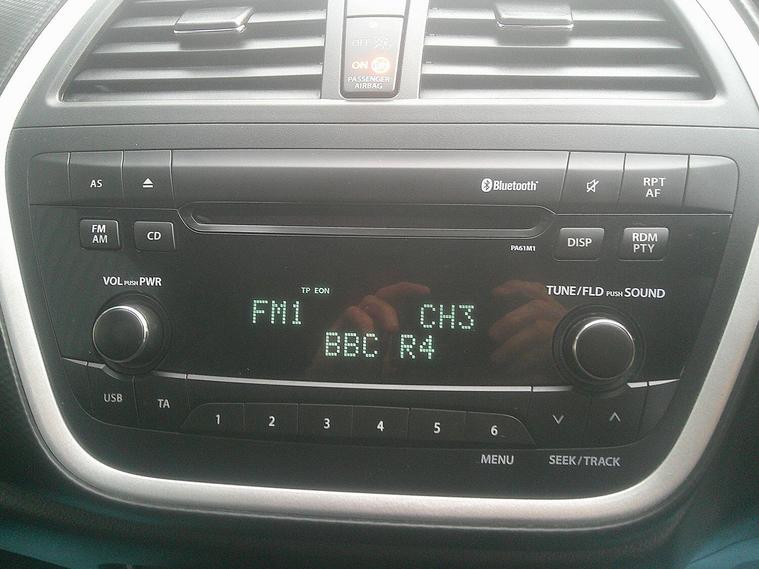 OFF
ON
PASSENGER
AIRBAG
AS
Bluetooth
RPT
AF
FM
AM
CD
PA61M1
DISP
RDM
PTY
VOL PUSH PWR
TUNE/FLD PUSH SOUND
TP EON
FM1 CH3
BBC R4
USB
TA
1 2 3 4 5 6
MENU
SEEK/TRACK